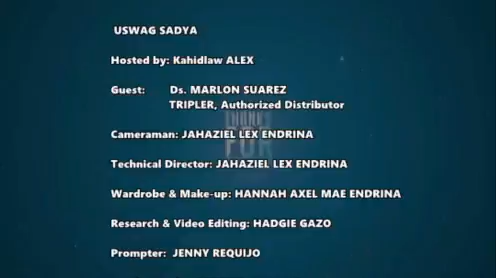 USWAG SADYA
Hosted by: Kahidlaw ALEX
Guest: Ds. MARLON SUAREZ
TRIPLER, Authorized Distributor
Cameraman: JAHAZIEL LEX ENDRINA
Technical Director: JAHAZIEL LEX ENDRINA
Wardrobe & Make-up: HANNAH AXEL MAE ENDRINA
Research & Video Editing: HADGIE GAZO
Prompter: JENNY REQUIJO